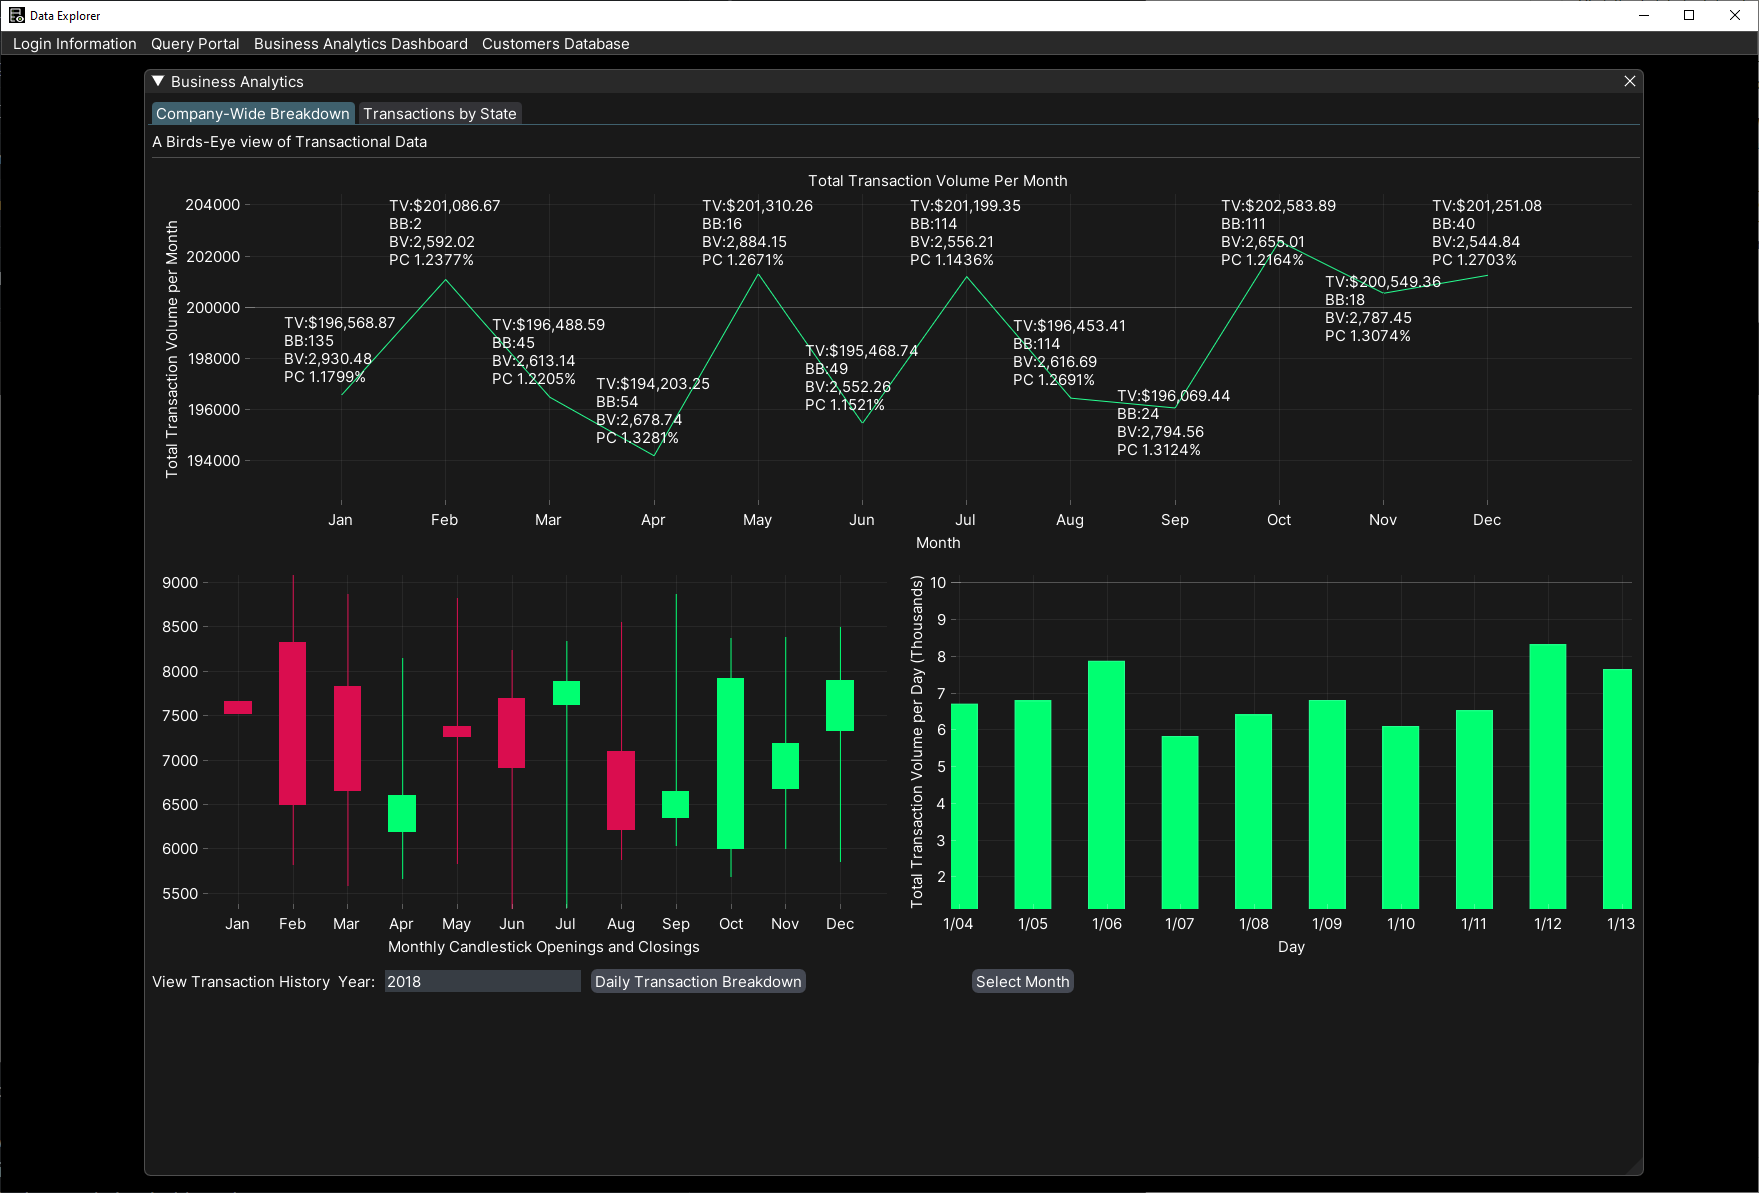 Data Explorer
Login Information Query Portal Business Analytics Dashboard Customers Database
Business Analytics
Company-Wide Breakdown Transactions by State
A Birds-Eye view of Transactional Data
Total Transaction Volume Per Month
Total Transaction Volume per Month
204000
202000
200000
198000
196000
194000
TV:$196,568.87
BB:135
BV:2,930.48
PC 1.1799%
TV:$201,086.67
BB:2
BV:2,592.02
PC 1.2377%
TV:$196,488.59
BB:45
BV:2,613.14
PC 1.2205%
TV:$194,203.25
BB:54
BV:2,678.74
PC 1.3281%
TV:$201,310.26
BB:16
BV:2,884.15
PC 1.2671%
TV:$195,468.74
BB:49
BV:2,552.26
PC 1.1521%
TV:$201,199.35
BB:114
BV:2,556.21
PC 1.1436%
TV:$196,453.41
BB:114
BV:2,616.69
PC 1.2691%
TV:$196,069.44
BB:24
BV:2,794.56
PC 1.3124%
TV:$202,583.89
BB:111
BV:2,655.01
PC 1.2164%
TV:$200,549.36
BB:18
BV:2,787.45
PC 1.3074%
TV:$201,251.08
BB:40
BV:2,544.84
PC 1.2703%
Jan Feb Mar Apr May Jun Jul Aug Sep Oct Nov Dec
Month
9000
8500
8000
7500
7000
6500
6000
5500
Jan Feb Mar Apr May Jun Jul Aug Sep Oct Nov Dec
Monthly Candlestick Openings and Closings
Total Transaction Volume per Day (Thousands)
10
9
8
7
6
5
4
3
2
1/04 1/05 1/06 1/07 1/08 1/09 1/10 1/11 1/12 1/13
Day
View Transaction History Year: 2018 Daily Transaction Breakdown Select Month